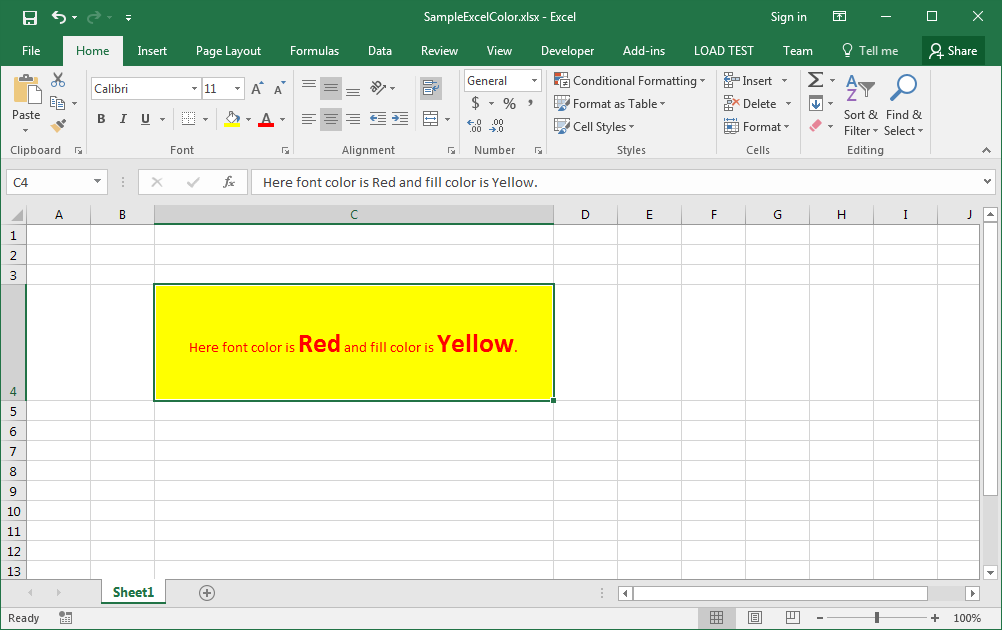 SampleExcelColor.xlsx - Excel
Sign in
File Home Insert Page Layout Formulas Data Review View Developer Add-ins LOAD TEST Team Tell me Share
Paste
Clipboard
Calibri 11
B I U A
Font
Alignment
General
$ % ,
Number
Conditional Formatting
Format as Table
Cell Styles
Styles
Insert
Delete
Format
Cells
Sort & Filter
Find & Select
Editing
C4 fx Here font color is Red and fill color is Yellow.
A B C D E F G H I J
1
2
3
4 Here font color is Red and fill color is Yellow.
5
6
7
8
9
10
11
12
13
Sheet1
Ready 100%